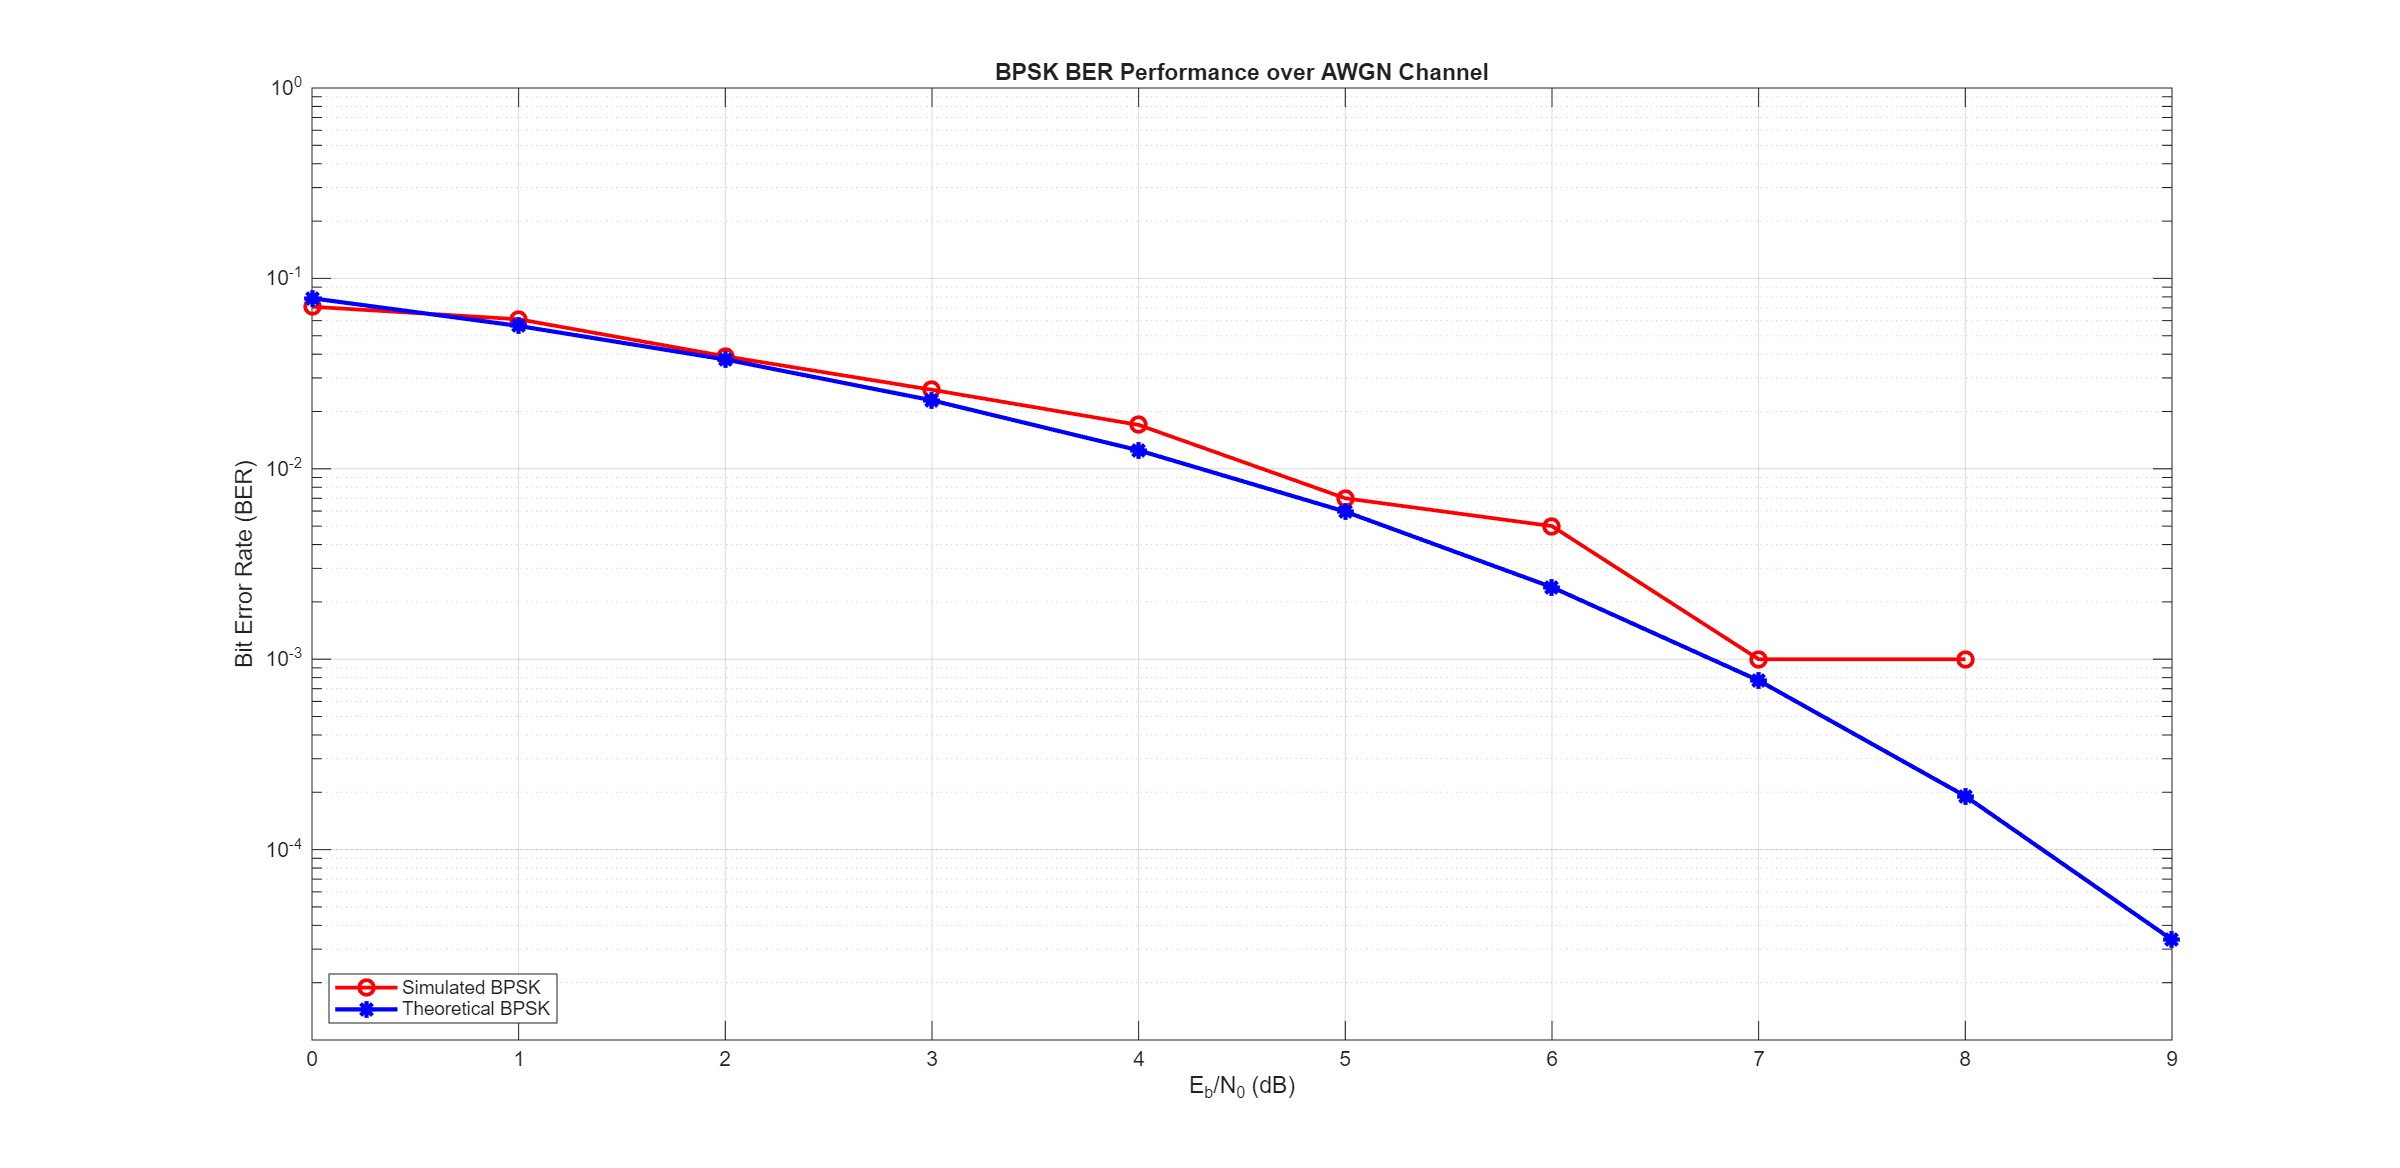 BPSK BER Performance over AWGN Channel
10^0
10^-1
10^-2
10^-3
10^-4
Bit Error Rate (BER)
Simulated BPSK
Theoretical BPSK
0 1 2 3 4 5 6 7 8 9
E_b/N_0 (dB)